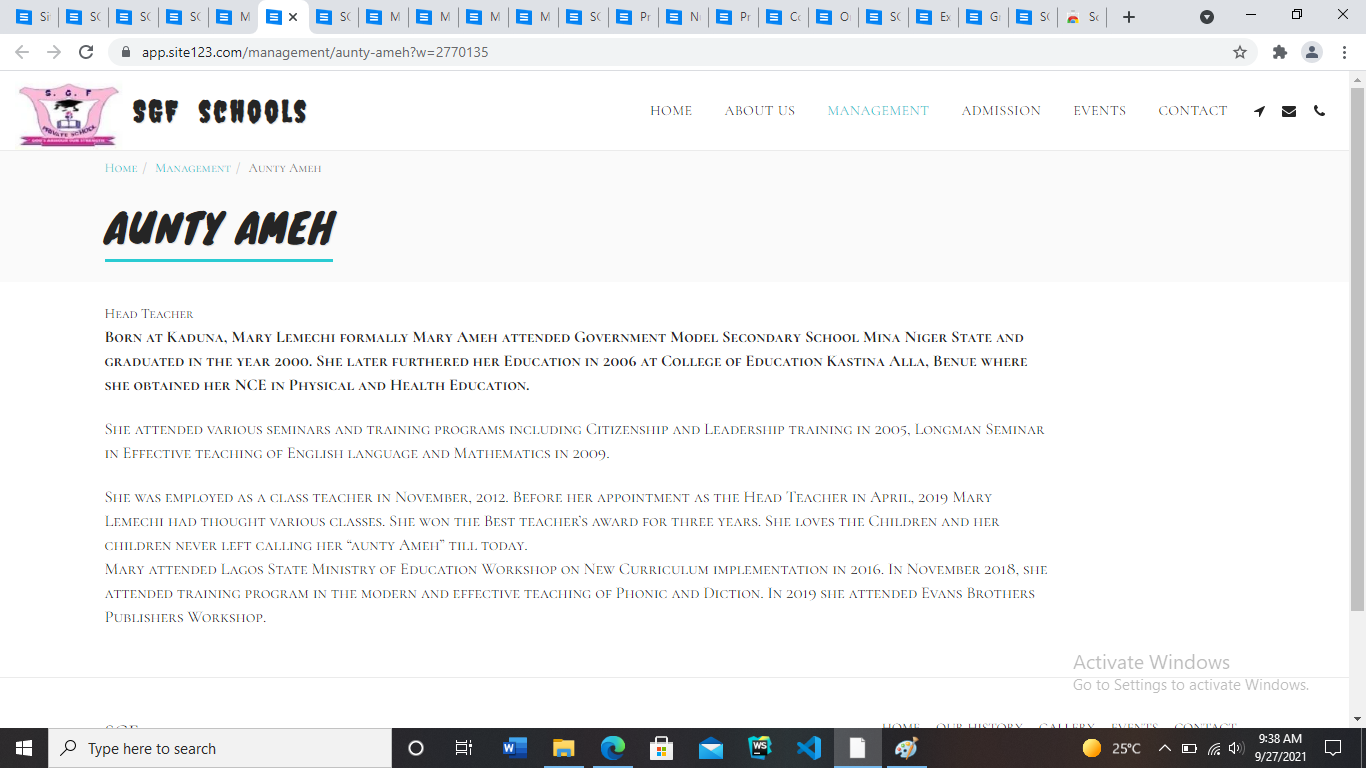 Si SC SC SC M SC M M M M SC Pr N Pr Co O SC Ex G SC Sc
app.site123.com/management/aunty-ameh?w=2770135
S. G. F
PRIVATE SCHOOL
SGF SCHOOLS
HOME ABOUT US MANAGEMENT ADMISSION EVENTS CONTACT
Home / Management / Aunty Ameh
AUNTY AMEH
Head Teacher
Born at Kaduna, Mary Lemechi formally Mary Ameh attended Government Model Secondary School Mina Niger State and
graduated in the year 2000. She later furthered her Education in 2006 at College of Education Kastina Alla, Benue where
she obtained her NCE in Physical and Health Education.
She attended various seminars and training programs including Citizenship and Leadership training in 2005, Longman Seminar
in Effective teaching of English language and Mathematics in 2009.
She was employed as a class teacher in November, 2012. Before her appointment as the Head Teacher in April, 2019 Mary
Lemechi had thought various classes. She won the Best teacher’s award for three years. She loves the Children and her
children never left calling her “aunty Ameh” till today.
Mary attended Lagos State Ministry of Education Workshop on New Curriculum implementation in 2016. In November 2018, she
attended training program in the modern and effective teaching of Phonic and Diction. In 2019 she attended Evans Brothers
Publishers Workshop.
Activate Windows
Go to Settings to activate Windows.
SGF HOME OUR HISTORY GALLERY EVENTS CONTACT
Type here to search
W
WS
25°C
9:38 AM
9/27/2021